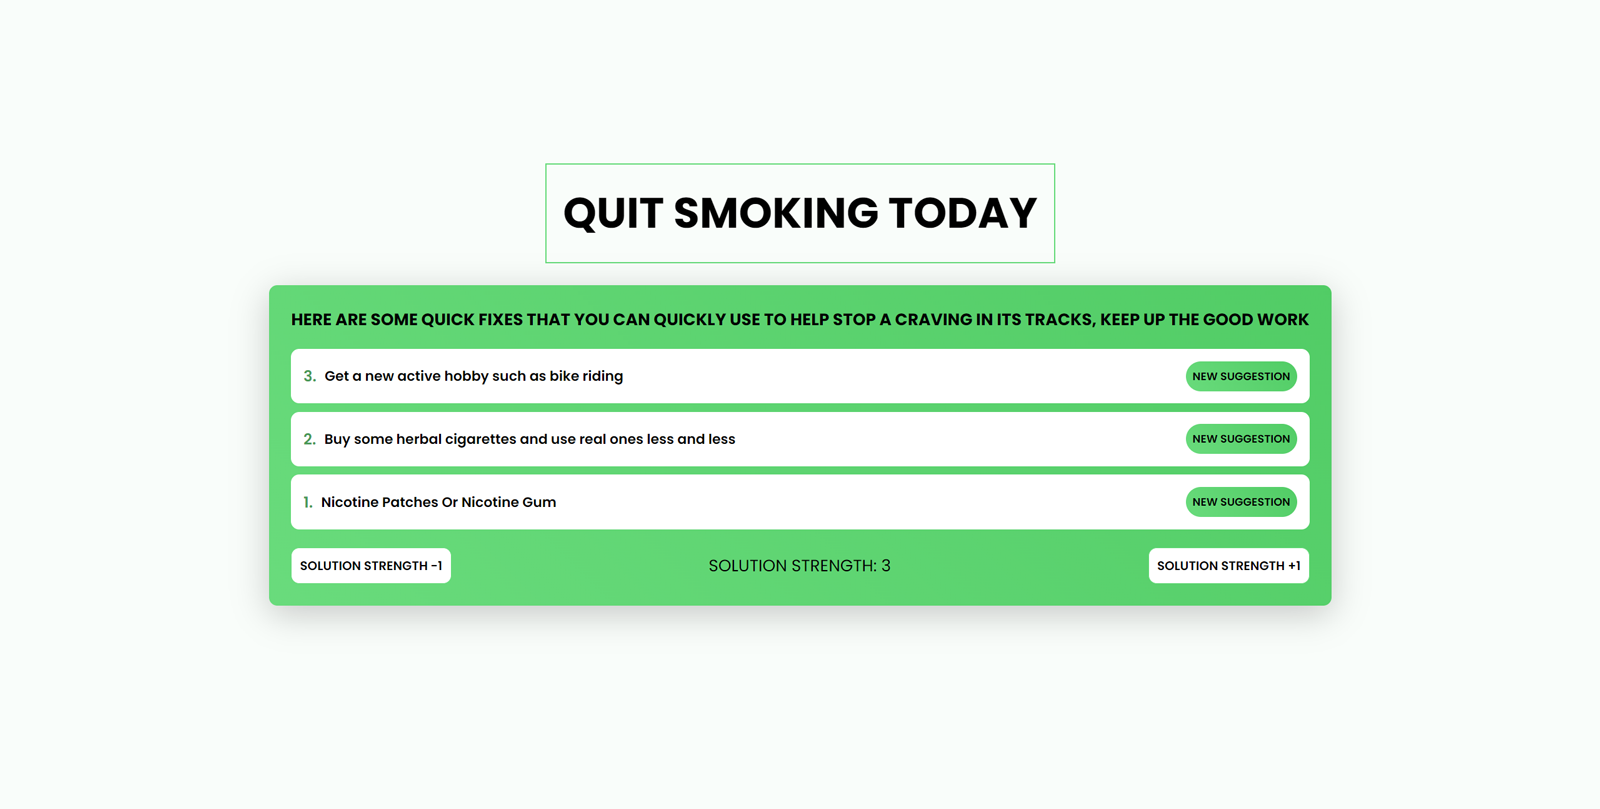 QUIT SMOKING TODAY
HERE ARE SOME QUICK FIXES THAT YOU CAN QUICKLY USE TO HELP STOP A CRAVING IN ITS TRACKS, KEEP UP THE GOOD WORK
3. Get a new active hobby such as bike riding NEW SUGGESTION
2. Buy some herbal cigarettes and use real ones less and less NEW SUGGESTION
1. Nicotine Patches Or Nicotine Gum NEW SUGGESTION
SOLUTION STRENGTH -1 SOLUTION STRENGTH: 3 SOLUTION STRENGTH +1